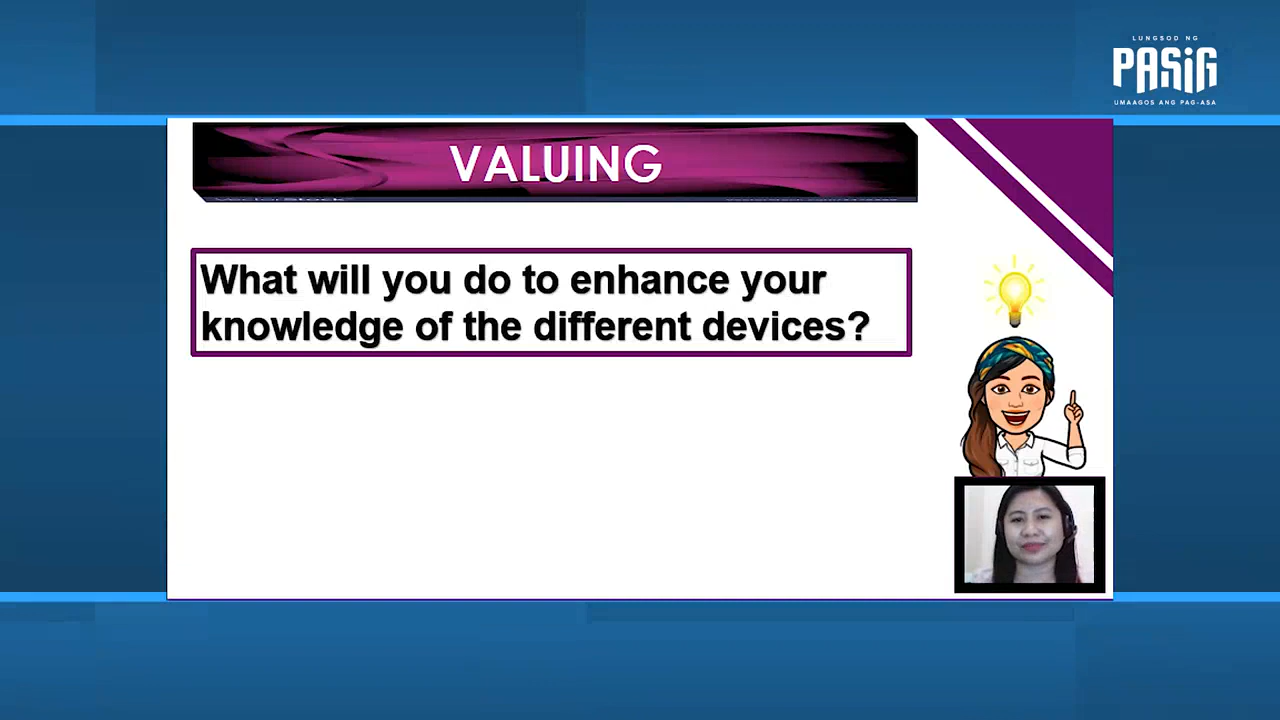 LUNGSOD NG
PASIG
UMAAGOS ANG PAG-ASA
VALUING
What will you do to enhance your
knowledge of the different devices?